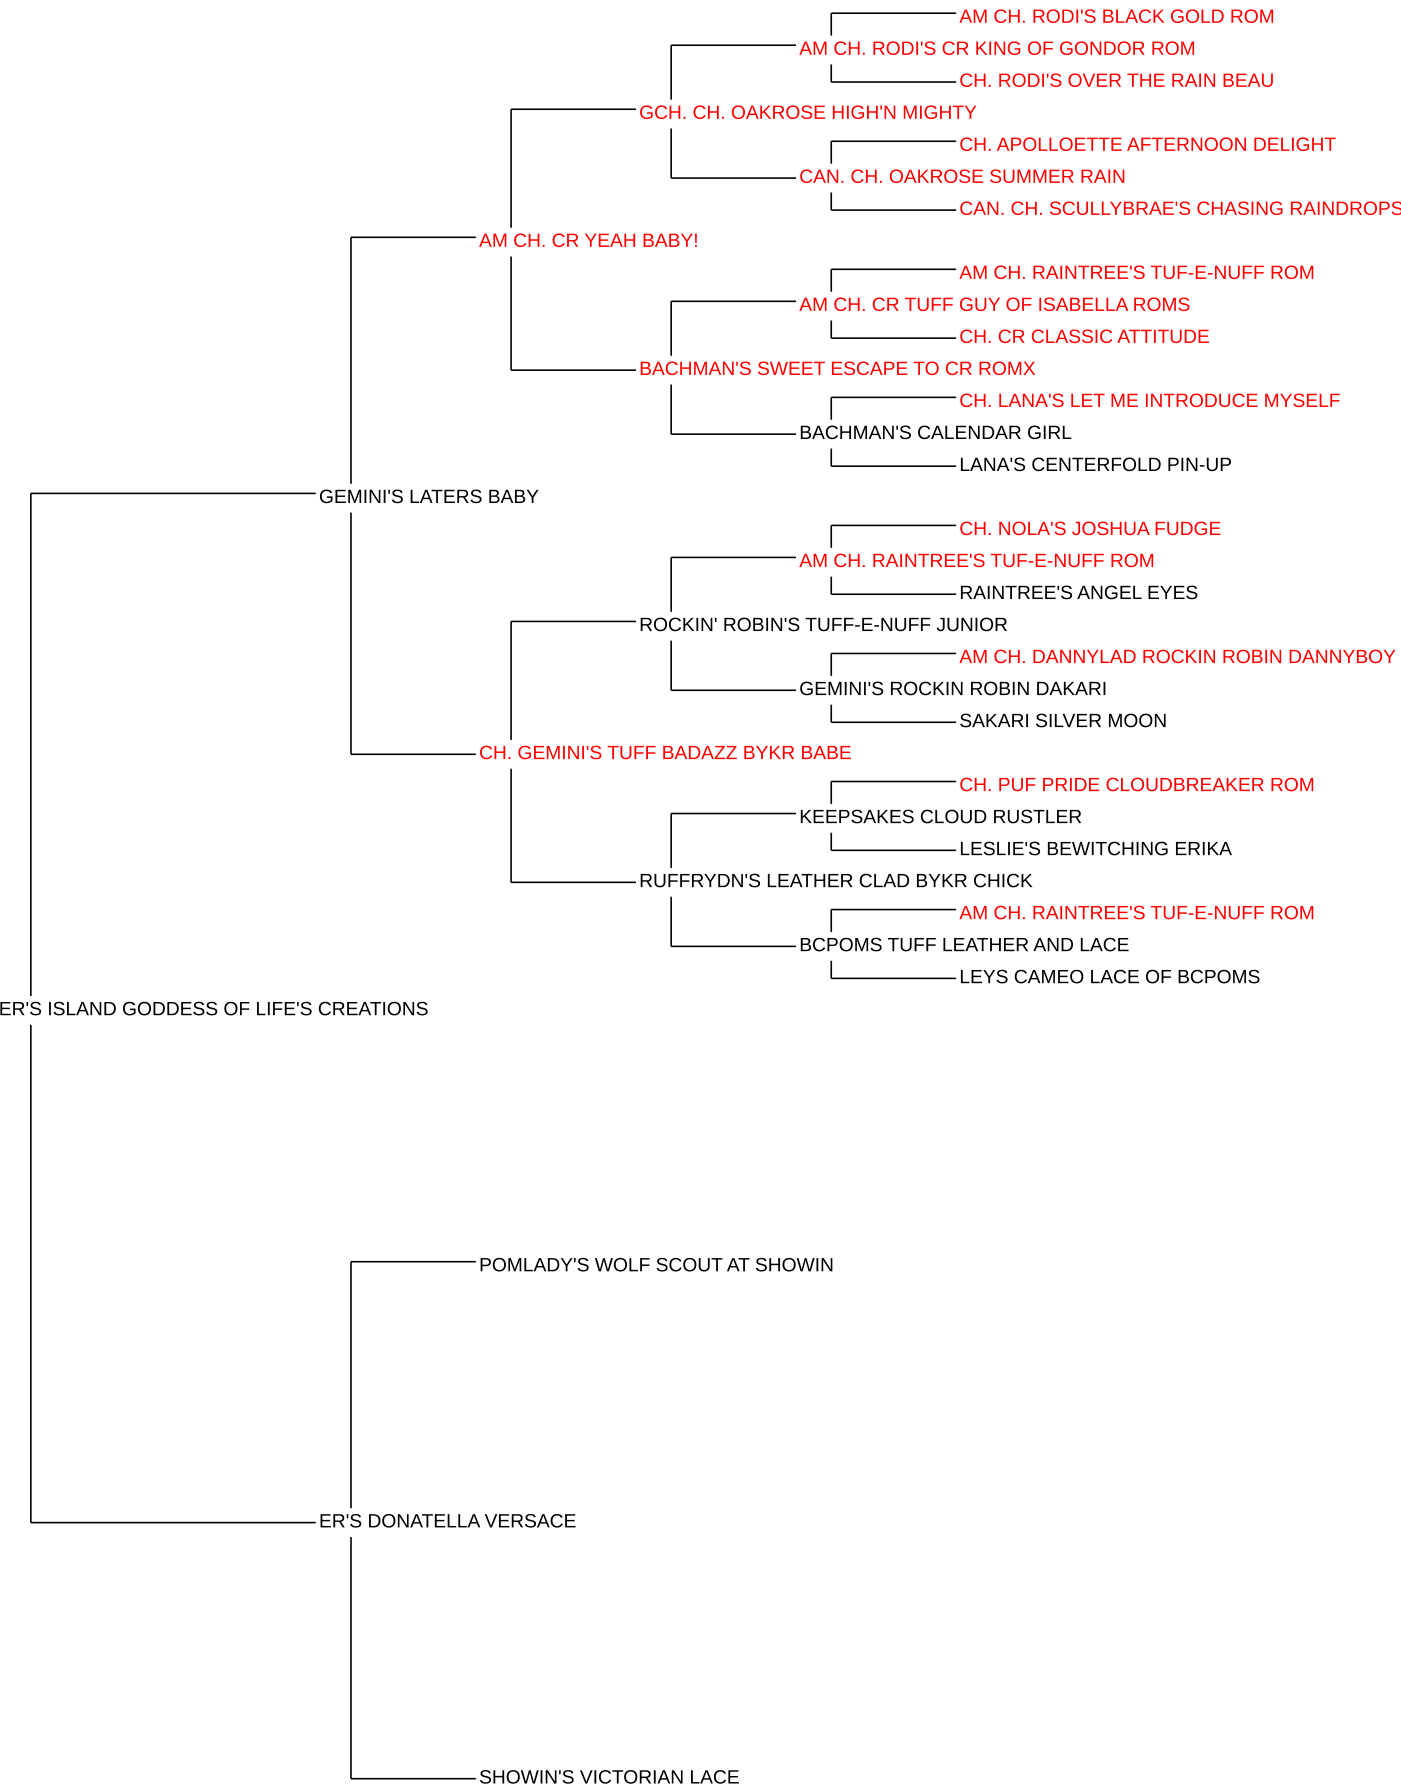 AM CH. RODI'S BLACK GOLD ROM
AM CH. RODI'S CR KING OF GONDOR ROM
CH. RODI'S OVER THE RAIN BEAU
GCH. CH. OAKROSE HIGH'N MIGHTY
CH. APOLLOETTE AFTERNOON DELIGHT
CAN. CH. OAKROSE SUMMER RAIN
CAN. CH. SCULLYBRAE'S CHASING RAINDROPS
AM CH. CR YEAH BABY!
AM CH. RAINTREE'S TUF-E-NUFF ROM
AM CH. CR TUFF GUY OF ISABELLA ROMS
CH. CR CLASSIC ATTITUDE
BACHMAN'S SWEET ESCAPE TO CR ROMX
CH. LANA'S LET ME INTRODUCE MYSELF
BACHMAN'S CALENDAR GIRL
LANA'S CENTERFOLD PIN-UP
GEMINI'S LATERS BABY
CH. NOLA'S JOSHUA FUDGE
AM CH. RAINTREE'S TUF-E-NUFF ROM
RAINTREE'S ANGEL EYES
ROCKIN' ROBIN'S TUFF-E-NUFF JUNIOR
AM CH. DANNYLAD ROCKIN ROBIN DANNYBOY
GEMINI'S ROCKIN ROBIN DAKARI
SAKARI SILVER MOON
CH. GEMINI'S TUFF BADAZZ BYKR BABE
CH. PUF PRIDE CLOUDBREAKER ROM
KEEPSAKES CLOUD RUSTLER
LESLIE'S BEWITCHING ERIKA
RUFFRYDN'S LEATHER CLAD BYKR CHICK
AM CH. RAINTREE'S TUF-E-NUFF ROM
BCPOMS TUFF LEATHER AND LACE
LEYS CAMEO LACE OF BCPOMS
ER'S ISLAND GODDESS OF LIFE'S CREATIONS
POMLADY'S WOLF SCOUT AT SHOWIN
ER'S DONATELLA VERSACE
SHOWIN'S VICTORIAN LACE